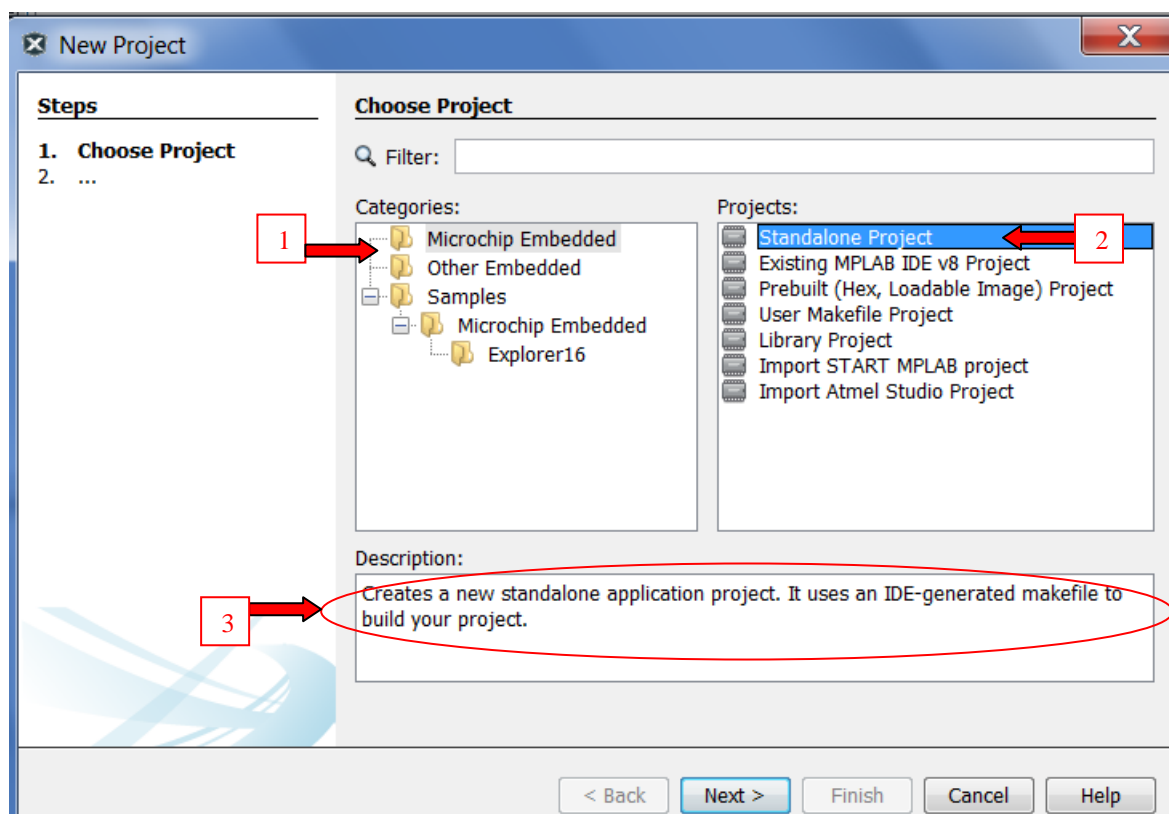 New Project
X
Steps
1. Choose Project
2. ...
Choose Project
Filter:
Categories:
Microchip Embedded
Other Embedded
Samples
Microchip Embedded
Explorer16
1
Projects:
Standalone Project
Existing MPLAB IDE v8 Project
Prebuilt (Hex, Loadable Image) Project
User Makefile Project
Library Project
Import START MPLAB project
Import Atmel Studio Project
2
Description:
Creates a new standalone application project. It uses an IDE-generated makefile to
build your project.
3
< Back
Next >
Finish
Cancel
Help